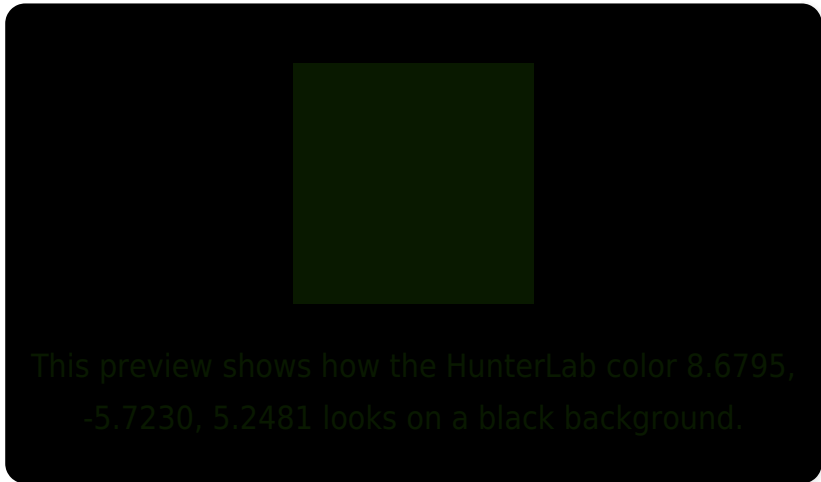 This preview shows how the HunterLab color 8.6795,
-5.7230, 5.2481 looks on a black background.